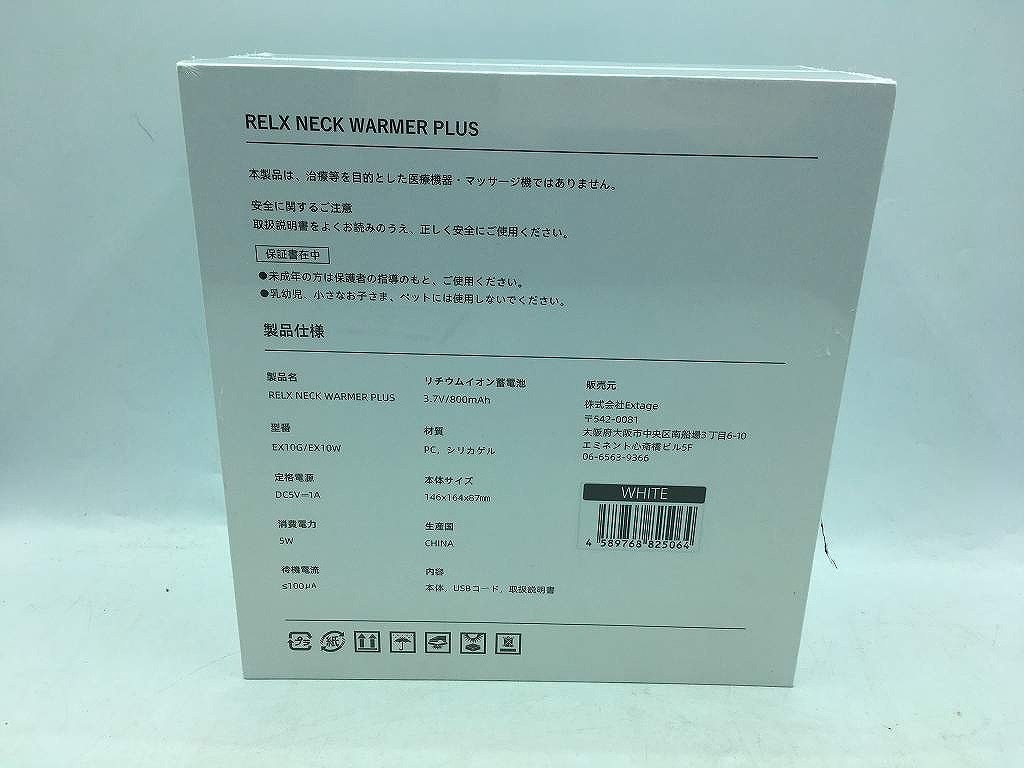 RELX NECK WARMER PLUS
本製品は、治療等を目的とした医療機器・マッサージ機ではありません。
安全に関するご注意
取扱説明書をよくお読みのうえ、正しく安全にご使用ください。
保証書在中
●未成年の方は保護者の指導のもと、ご使用ください。
●乳幼児、小さなお子さま、ペットには使用しないでください。
製品仕様
製品名
RELX NECK WARMER PLUS
型番
EX10G/EX10W
定格電源
DC5V⎓1A
消費電力
5W
待機電流
≤100μA
リチウムイオン蓄電池
3.7V/800mAh
材質
PC，シリカゲル
本体サイズ
146x164x67mm
生産国
CHINA
内容
本体，USBコード，取扱説明書
販売元
株式会社Extage
〒542-0081
大阪府大阪市中央区南船場3丁目6-10
エミネント心斎橋ビル5F
06-6563-9366
WHITE
4 589768 825064
プラ
紙